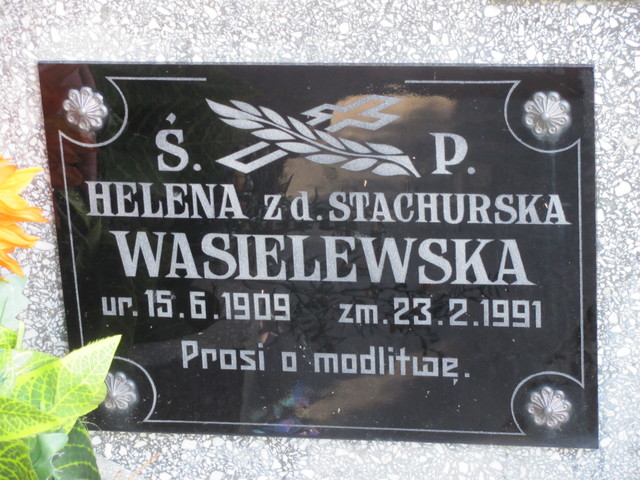 Ś. P.
HELENA z d. STACHURSKA
WASIELEWSKA
ur. 15.6.1909 zm. 23.2.1991
Prosi o modlitwę.